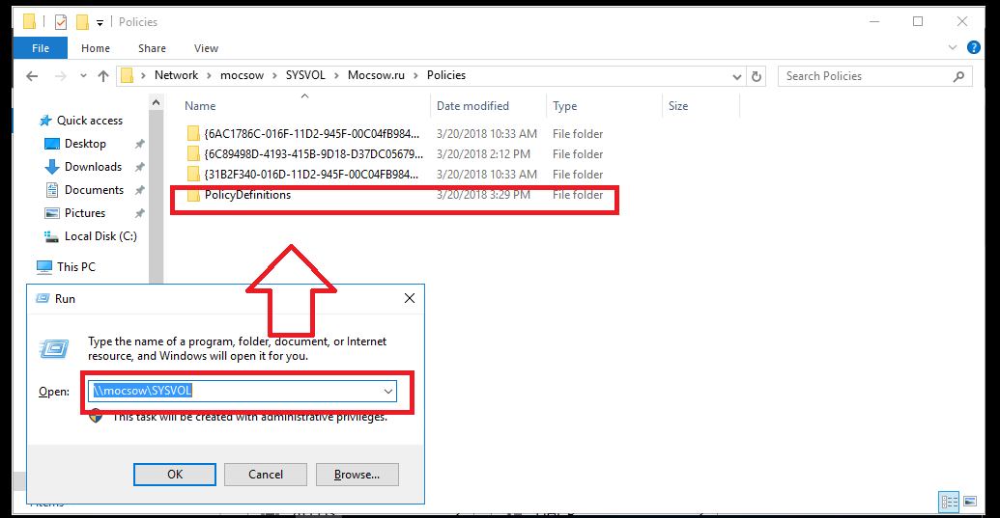 Policies
File Home Share View
Network mocsow SYSVOL Mocsow.ru Policies
Search Policies
Name Date modified Type Size
Quick access
Desktop
Downloads
Documents
Pictures
Local Disk (C:)
This PC
{6AC1786C-016F-11D2-945F-00C04fB984... 3/20/2018 10:33 AM File folder
{6C89498D-4193-415B-9D18-D37DC05679... 3/20/2018 2:12 PM File folder
{31B2F340-016D-11D2-945F-00C04FB984... 3/20/2018 10:33 AM File folder
PolicyDefinitions 3/20/2018 3:29 PM File folder
Run
Type the name of a program, folder, document, or Internet
resource, and Windows will open it for you.
Open: \\mocsow\SYSVOL
This task will be created with administrative privileges.
OK Cancel Browse...